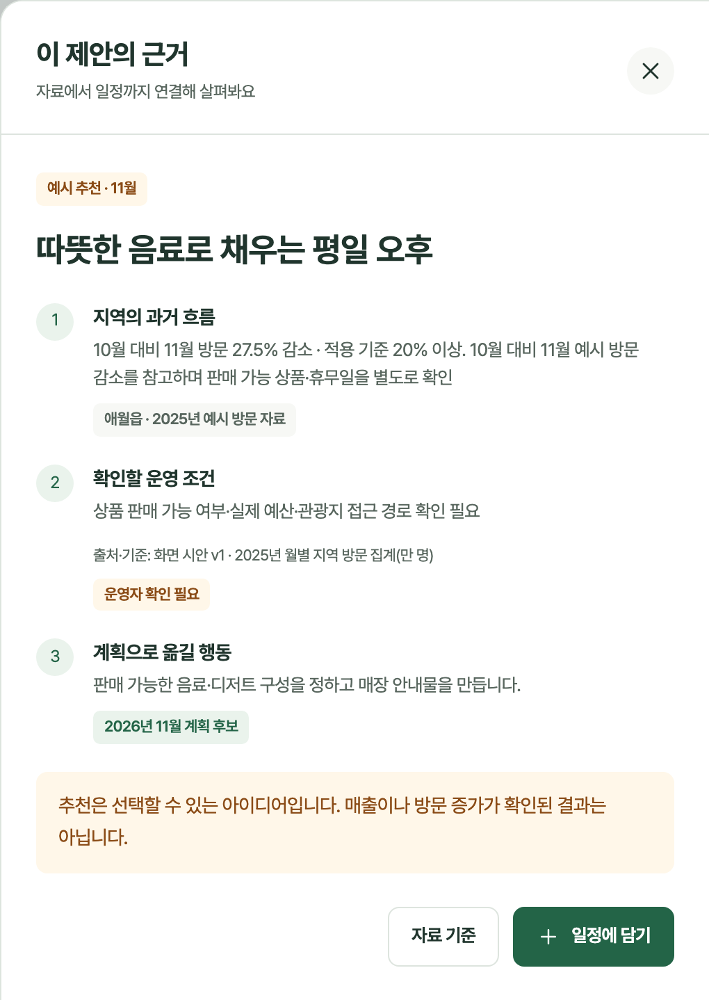 이 제안의 근거
자료에서 일정까지 연결해 살펴봐요
예시 추천 · 11월
따뜻한 음료로 채우는 평일 오후
1
지역의 과거 흐름
10월 대비 11월 방문 27.5% 감소 · 적용 기준 20% 이상. 10월 대비 11월 예시 방문
감소를 참고하며 판매 가능 상품·휴무일을 별도로 확인
애월읍 · 2025년 예시 방문 자료
2
확인할 운영 조건
상품 판매 가능 여부·실제 예산·관광지 접근 경로 확인 필요
출처·기준: 화면 시안 v1 · 2025년 월별 지역 방문 집계(만 명)
운영자 확인 필요
3
계획으로 옮길 행동
판매 가능한 음료·디저트 구성을 정하고 매장 안내물을 만듭니다.
2026년 11월 계획 후보
추천은 선택할 수 있는 아이디어입니다. 매출이나 방문 증가가 확인된 결과는
아닙니다.
자료 기준
일정에 담기